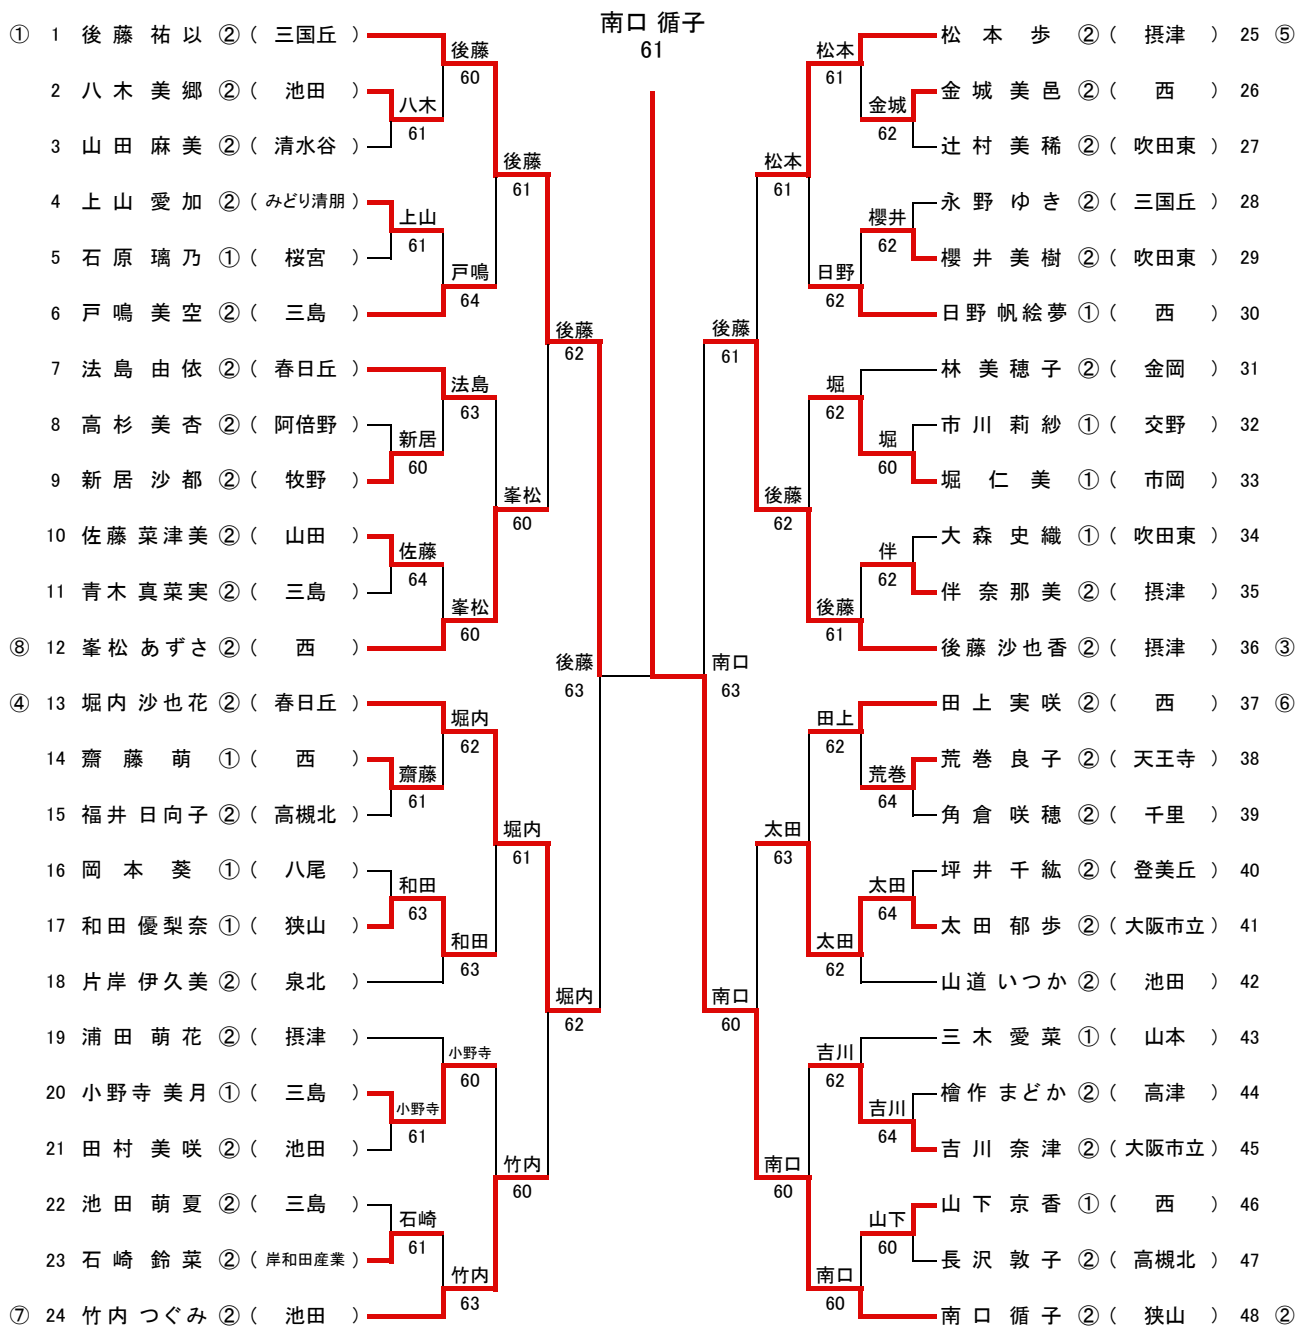 南口 循子
61
① 1 後藤 祐以 ② ( 三国丘 )
後藤
60
2 八木 美郷 ② ( 池田 )
八木
61
3 山田 麻美 ② ( 清水谷 )
後藤
61
4 上山 愛加 ② ( みどり清朋 )
上山
61
5 石原 璃乃 ① ( 桜宮 )
戸鳴
64
6 戸鳴 美空 ② ( 三島 )
後藤
62
7 法島 由依 ② ( 春日丘 )
法島
63
8 高杉 美杏 ② ( 阿倍野 )
新居
60
9 新居 沙都 ② ( 牧野 )
峯松
60
10 佐藤 菜津美 ② ( 山田 )
佐藤
64
11 青木 真菜実 ② ( 三島 )
峯松
60
⑧ 12 峯松 あずさ ② ( 西 )
後藤
63
④ 13 堀内 沙也花 ② ( 春日丘 )
堀内
62
14 齋藤 萌 ① ( 西 )
齋藤
61
15 福井 日向子 ② ( 高槻北 )
堀内
61
16 岡本 葵 ① ( 八尾 )
和田
63
17 和田 優梨奈 ① ( 狭山 )
和田
63
18 片岸 伊久美 ② ( 泉北 )
堀内
62
19 浦田 萌花 ② ( 摂津 )
小野寺
60
20 小野寺 美月 ① ( 三島 )
小野寺
61
21 田村 美咲 ② ( 池田 )
竹内
60
22 池田 萌夏 ② ( 三島 )
石崎
61
23 石崎 鈴菜 ② ( 岸和田産業 )
竹内
63
⑦ 24 竹内 つぐみ ② ( 池田 )
松本 歩 ② ( 摂津 ) 25 ⑤
松本
61
金城 美邑 ② ( 西 ) 26
金城
62
辻村 美稀 ② ( 吹田東 ) 27
松本
61
永野 ゆき ② ( 三国丘 ) 28
櫻井
62
櫻井 美樹 ② ( 吹田東 ) 29
日野
62
日野 帆絵夢 ① ( 西 ) 30
後藤
61
林 美穂子 ② ( 金岡 ) 31
堀
62
市川 莉紗 ① ( 交野 ) 32
堀
60
堀 仁美 ① ( 市岡 ) 33
後藤
62
大森 史織 ① ( 吹田東 ) 34
伴
62
伴 奈那美 ② ( 摂津 ) 35
後藤
61
後藤 沙也香 ② ( 摂津 ) 36 ③
南口
63
田上 実咲 ② ( 西 ) 37 ⑥
田上
62
荒巻 良子 ② ( 天王寺 ) 38
荒巻
64
角倉 咲穂 ② ( 千里 ) 39
太田
63
坪井 千紘 ② ( 登美丘 ) 40
太田
64
太田 郁歩 ② ( 大阪市立 ) 41
太田
62
山道 いつか ② ( 池田 ) 42
南口
60
三木 愛菜 ① ( 山本 ) 43
吉川
62
檜作 まどか ② ( 高津 ) 44
吉川
64
吉川 奈津 ② ( 大阪市立 ) 45
南口
60
山下 京香 ① ( 西 ) 46
山下
60
長沢 敦子 ② ( 高槻北 ) 47
南口
60
南口 循子 ② ( 狭山 ) 48 ②